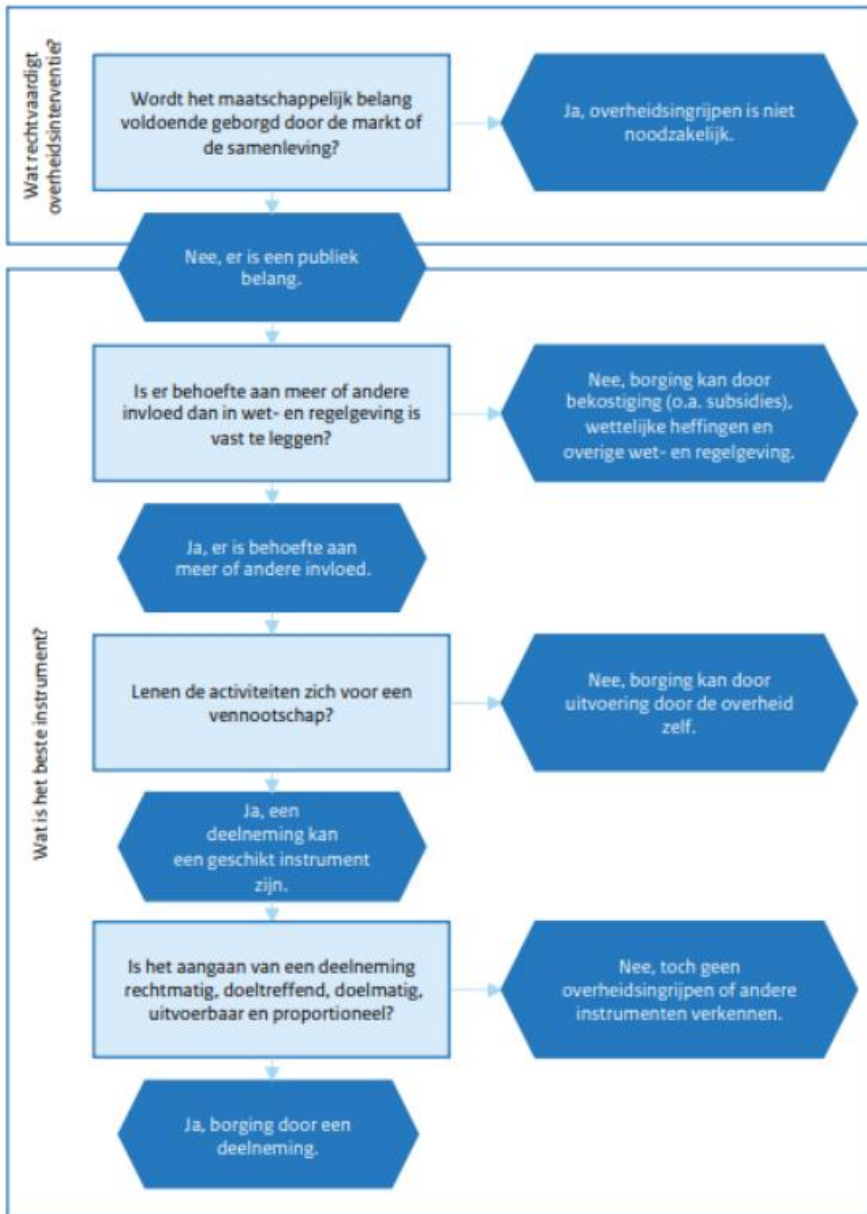 Wat rechtvaardigt
overheidsinterventie?
Wordt het maatschappelijk belang
voldoende geborgd door de markt of
de samenleving?
Ja, overheidsingrijpen is niet
noodzakelijk.
Nee, er is een publiek
belang.
Wat is het beste instrument?
Is er behoefte aan meer of andere
invloed dan in wet- en regelgeving is
vast te leggen?
Nee, borging kan door
bekostiging (o.a. subsidies),
wettelijke heffingen en
overige wet- en regelgeving.
Ja, er is behoefte aan
meer of andere invloed.
Lenen de activiteiten zich voor een
vennootschap?
Nee, borging kan door
uitvoering door de overheid
zelf.
Ja, een
deelneming kan
een geschikt instrument
zijn.
Is het aangaan van een deelneming
rechtmatig, doeltreffend, doelmatig,
uitvoerbaar en proportioneel?
Nee, toch geen
overheidsingrijpen of andere
instrumenten verkennen.
Ja, borging door een
deelneming.